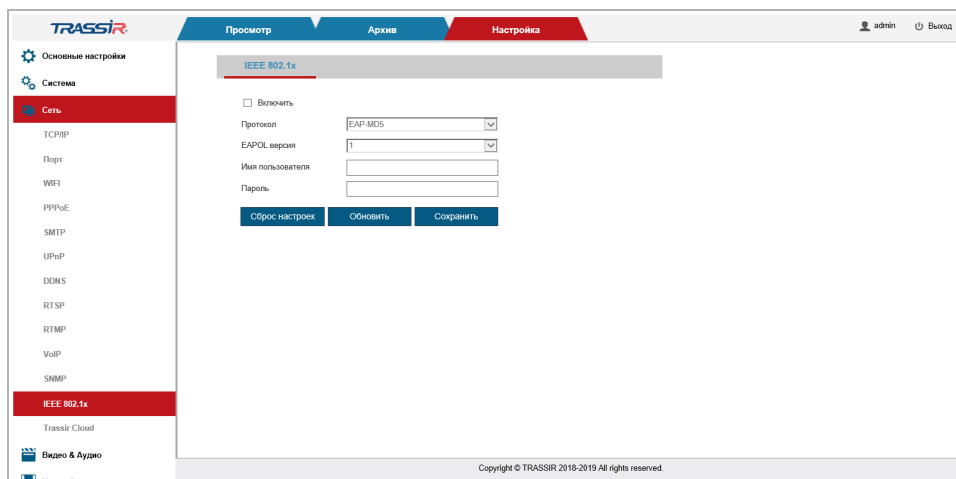 TRASSIR
Просмотр
Архив
Настройка
admin
Выход
Основные настройки
Система
Сеть
TCP/IP
Порт
WIFI
PPPoE
SMTP
UPnP
DDNS
RTSP
RTMP
VoIP
SNMP
IEEE 802.1x
Trassir Cloud
Видео & Аудио
IEEE 802.1x
Включить
Протокол EAP-MD5
EAPOL версия 1
Имя пользователя
Пароль
Сброс настроек Обновить Сохранить
Copyright © TRASSIR 2018-2019 All rights reserved.